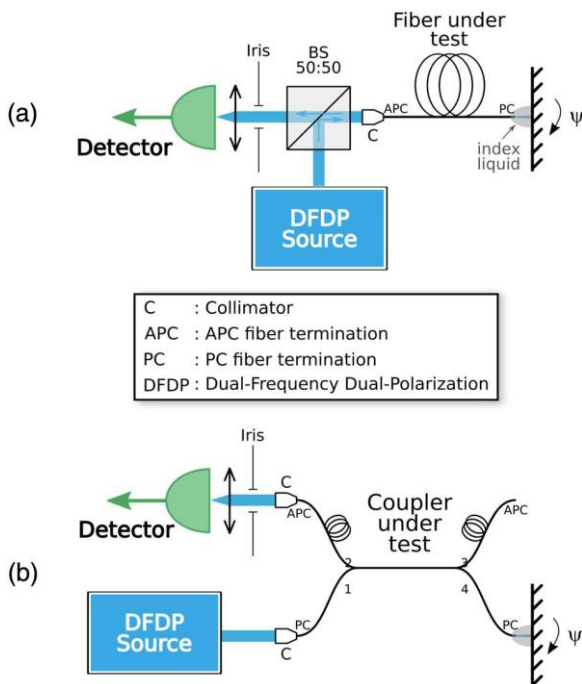 Fiber under
test
BS
50:50
Iris
(a)
APC
PC
C
ψ
index
liquid
Detector
DFDP
Source
C : Collimator
APC : APC fiber termination
PC : PC fiber termination
DFDP : Dual-Frequency Dual-Polarization
Iris
C
APC
Coupler
under
test
APC
Detector
2
3
(b)
1
4
DFDP
Source
PC
C
PC
ψ